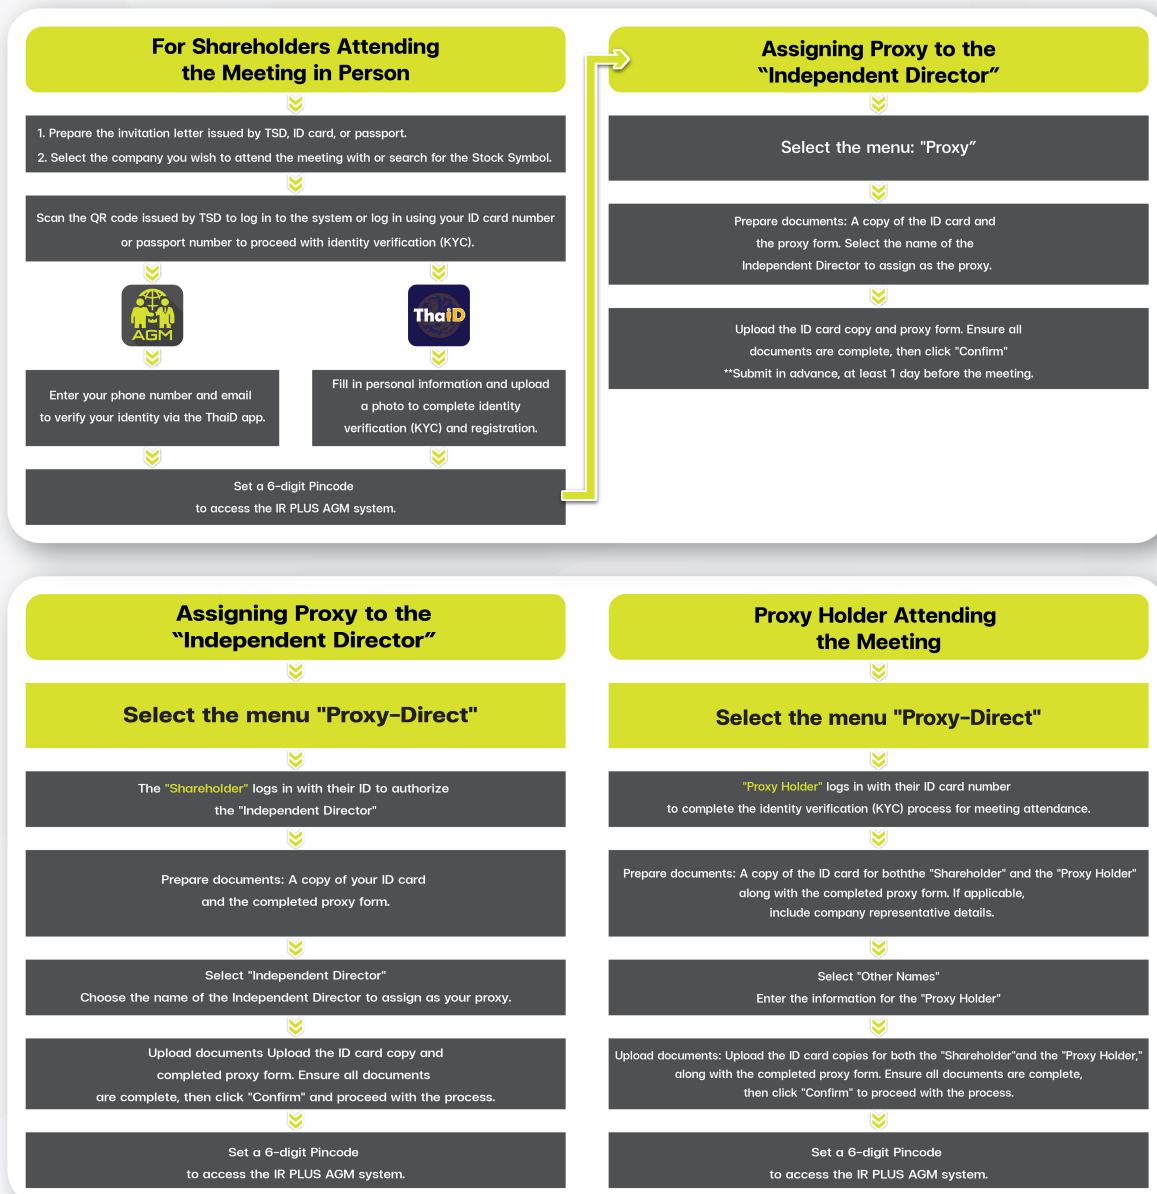 For Shareholders Attending
the Meeting in Person
1. Prepare the invitation letter issued by TSD, ID card, or passport.
2. Select the company you wish to attend the meeting with or search for the Stock Symbol.
Scan the QR code issued by TSD to log in to the system or log in using your ID card number
or passport number to proceed with identity verification (KYC).
AGM
ThaiD
Enter your phone number and email
to verify your identity via the ThaiD app.
Fill in personal information and upload
a photo to complete identity
verification (KYC) and registration.
Set a 6-digit Pincode
to access the IR PLUS AGM system.
Assigning Proxy to the
“Independent Director”
Select the menu: "Proxy”
Prepare documents: A copy of the ID card and
the proxy form. Select the name of the
Independent Director to assign as the proxy.
Upload the ID card copy and proxy form. Ensure all
documents are complete, then click "Confirm"
**Submit in advance, at least 1 day before the meeting.
Assigning Proxy to the
“Independent Director”
Select the menu "Proxy-Direct"
The "Shareholder" logs in with their ID to authorize
the "Independent Director"
Prepare documents: A copy of your ID card
and the completed proxy form.
Select "Independent Director"
Choose the name of the Independent Director to assign as your proxy.
Upload documents Upload the ID card copy and
completed proxy form. Ensure all documents
are complete, then click "Confirm" and proceed with the process.
Set a 6-digit Pincode
to access the IR PLUS AGM system.
Proxy Holder Attending
the Meeting
Select the menu "Proxy-Direct"
"Proxy Holder" logs in with their ID card number
to complete the identity verification (KYC) process for meeting attendance.
Prepare documents: A copy of the ID card for boththe "Shareholder" and the "Proxy Holder"
along with the completed proxy form. If applicable,
include company representative details.
Select "Other Names"
Enter the information for the "Proxy Holder"
Upload documents: Upload the ID card copies for both the "Shareholder"and the "Proxy Holder,"
along with the completed proxy form. Ensure all documents are complete,
then click "Confirm" to proceed with the process.
Set a 6-digit Pincode
to access the IR PLUS AGM system.